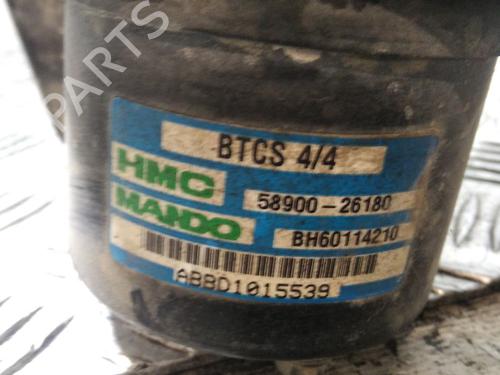 PARTS
BTCS 4/4
HMC 58900-26180
MANDO BH60114210
ABBD1015539